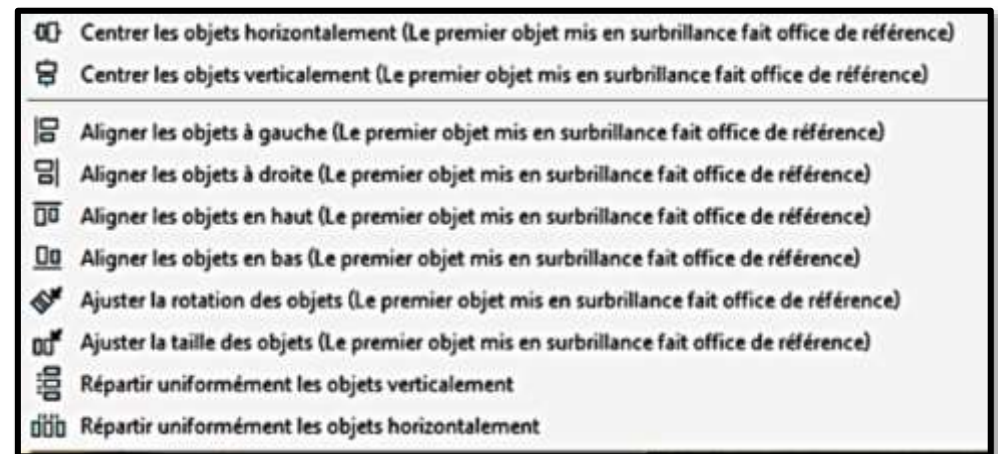 Centrer les objets horizontalement (Le premier objet mis en surbrillance fait office de référence)
Centrer les objets verticalement (Le premier objet mis en surbrillance fait office de référence)
Aligner les objets à gauche (Le premier objet mis en surbrillance fait office de référence)
Aligner les objets à droite (Le premier objet mis en surbrillance fait office de référence)
Aligner les objets en haut (Le premier objet mis en surbrillance fait office de référence)
Aligner les objets en bas (Le premier objet mis en surbrillance fait office de référence)
Ajuster la rotation des objets (Le premier objet mis en surbrillance fait office de référence)
Ajuster la taille des objets (Le premier objet mis en surbrillance fait office de référence)
Répartir uniformément les objets verticalement
Répartir uniformément les objets horizontalement